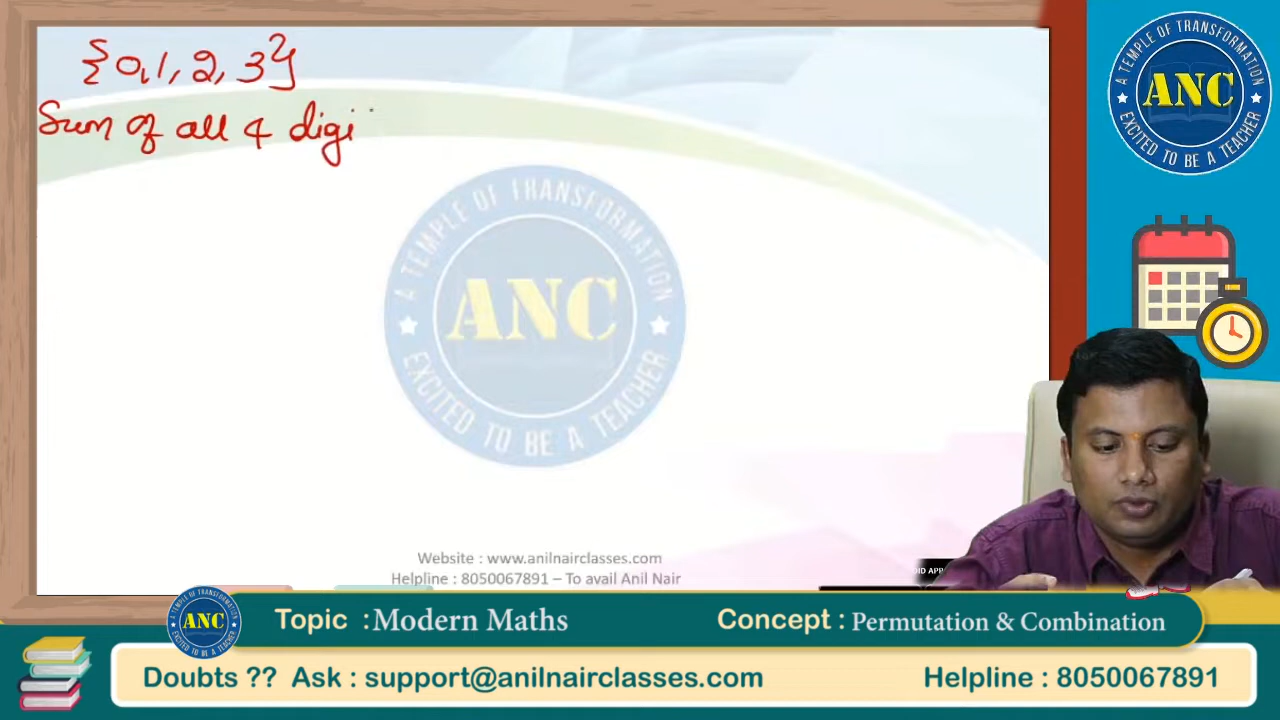 {0,1, 2, 3}
Sum of all 4 digi
A TEMPLE OF TRANSFORMATION
ANC
EXCITED TO BE A TEACHER
A TEMPLE OF TRANSFORMATION
ANC
EXCITED TO BE A TEACHER
Website : www.anilnairclasses.com
Helpline : 8050067891 – To avail Anil Nair
ANC
Topic : Modern Maths
Concept : Permutation & Combination
Doubts ?? Ask : support@anilnairclasses.com
Helpline : 8050067891